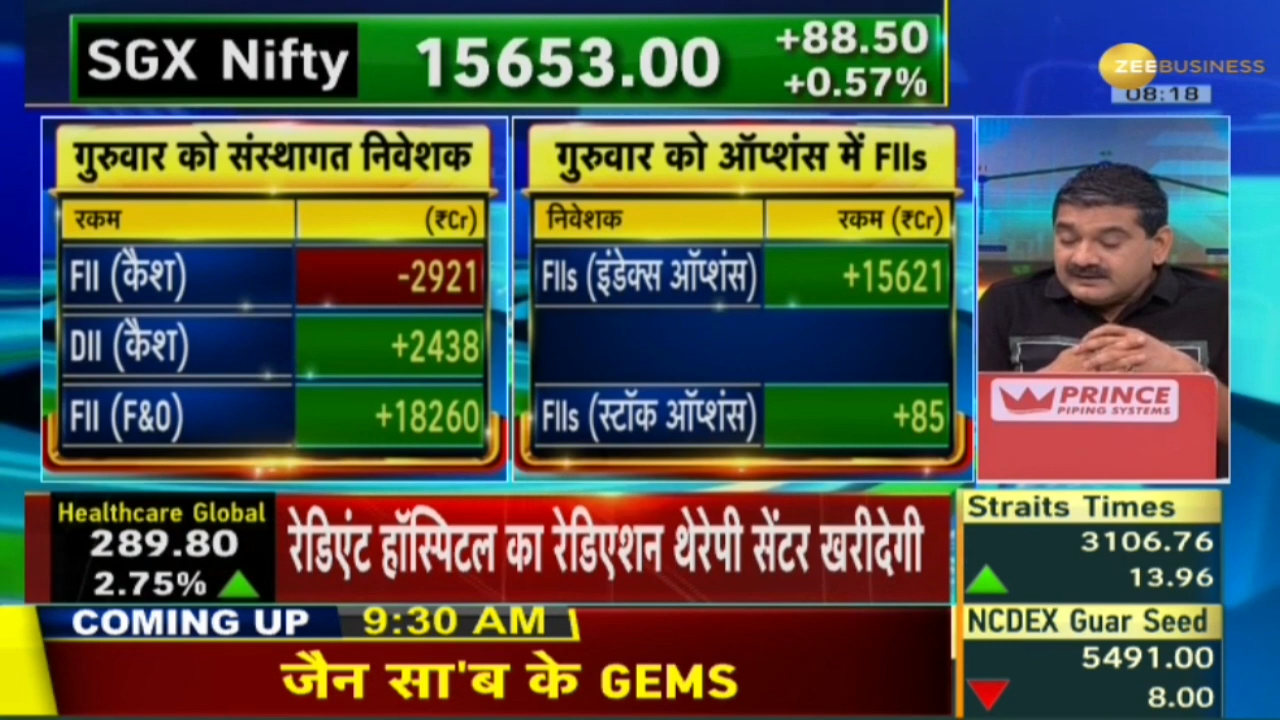 SGX Nifty
15653.00
+88.50
+0.57%
ZEEBUSINESS
08:18
गुरुवार को संस्थागत निवेशक
रकम (₹Cr)
FII (कैश) -2921
DII (कैश) +2438
FII (F&O) +18260
गुरुवार को ऑप्शंस में FIIs
निवेशक रकम (₹Cr)
FIIs (इंडेक्स ऑप्शंस) +15621
FIIs (स्टॉक ऑप्शंस) +85
PRINCE
PIPING SYSTEMS
Healthcare Global
289.80
2.75%
रेडिएंट हॉस्पिटल का रेडिएशन थेरेपी सेंटर खरीदेगी
Straits Times
3106.76
13.96
COMING UP 9:30 AM
जैन सा'ब के GEMS
NCDEX Guar Seed
5491.00
8.00